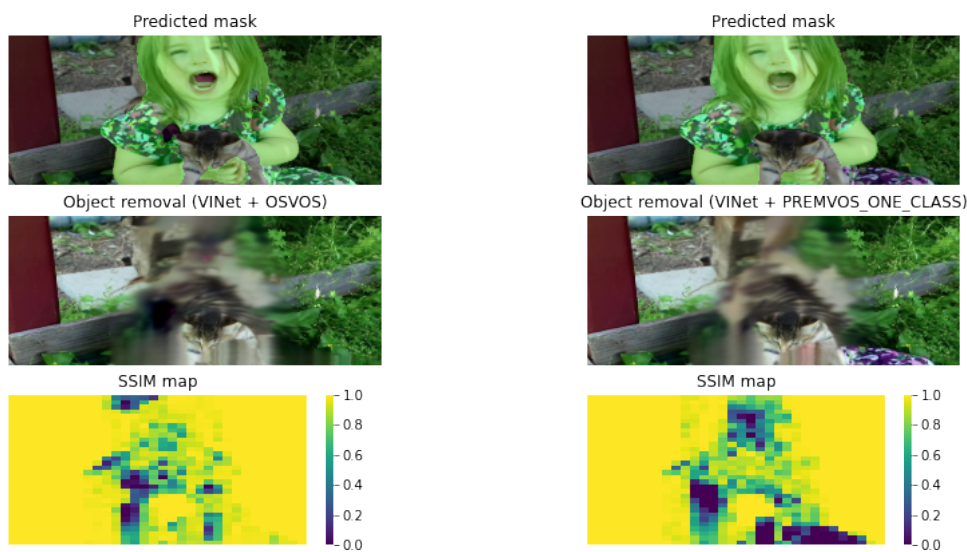 Predicted mask
Predicted mask
Object removal (VINet + OSVOS)
Object removal (VINet + PREMVOS_ONE_CLASS)
SSIM map
SSIM map
1.0
0.8
0.6
0.4
0.2
0.0
1.0
0.8
0.6
0.4
0.2
0.0